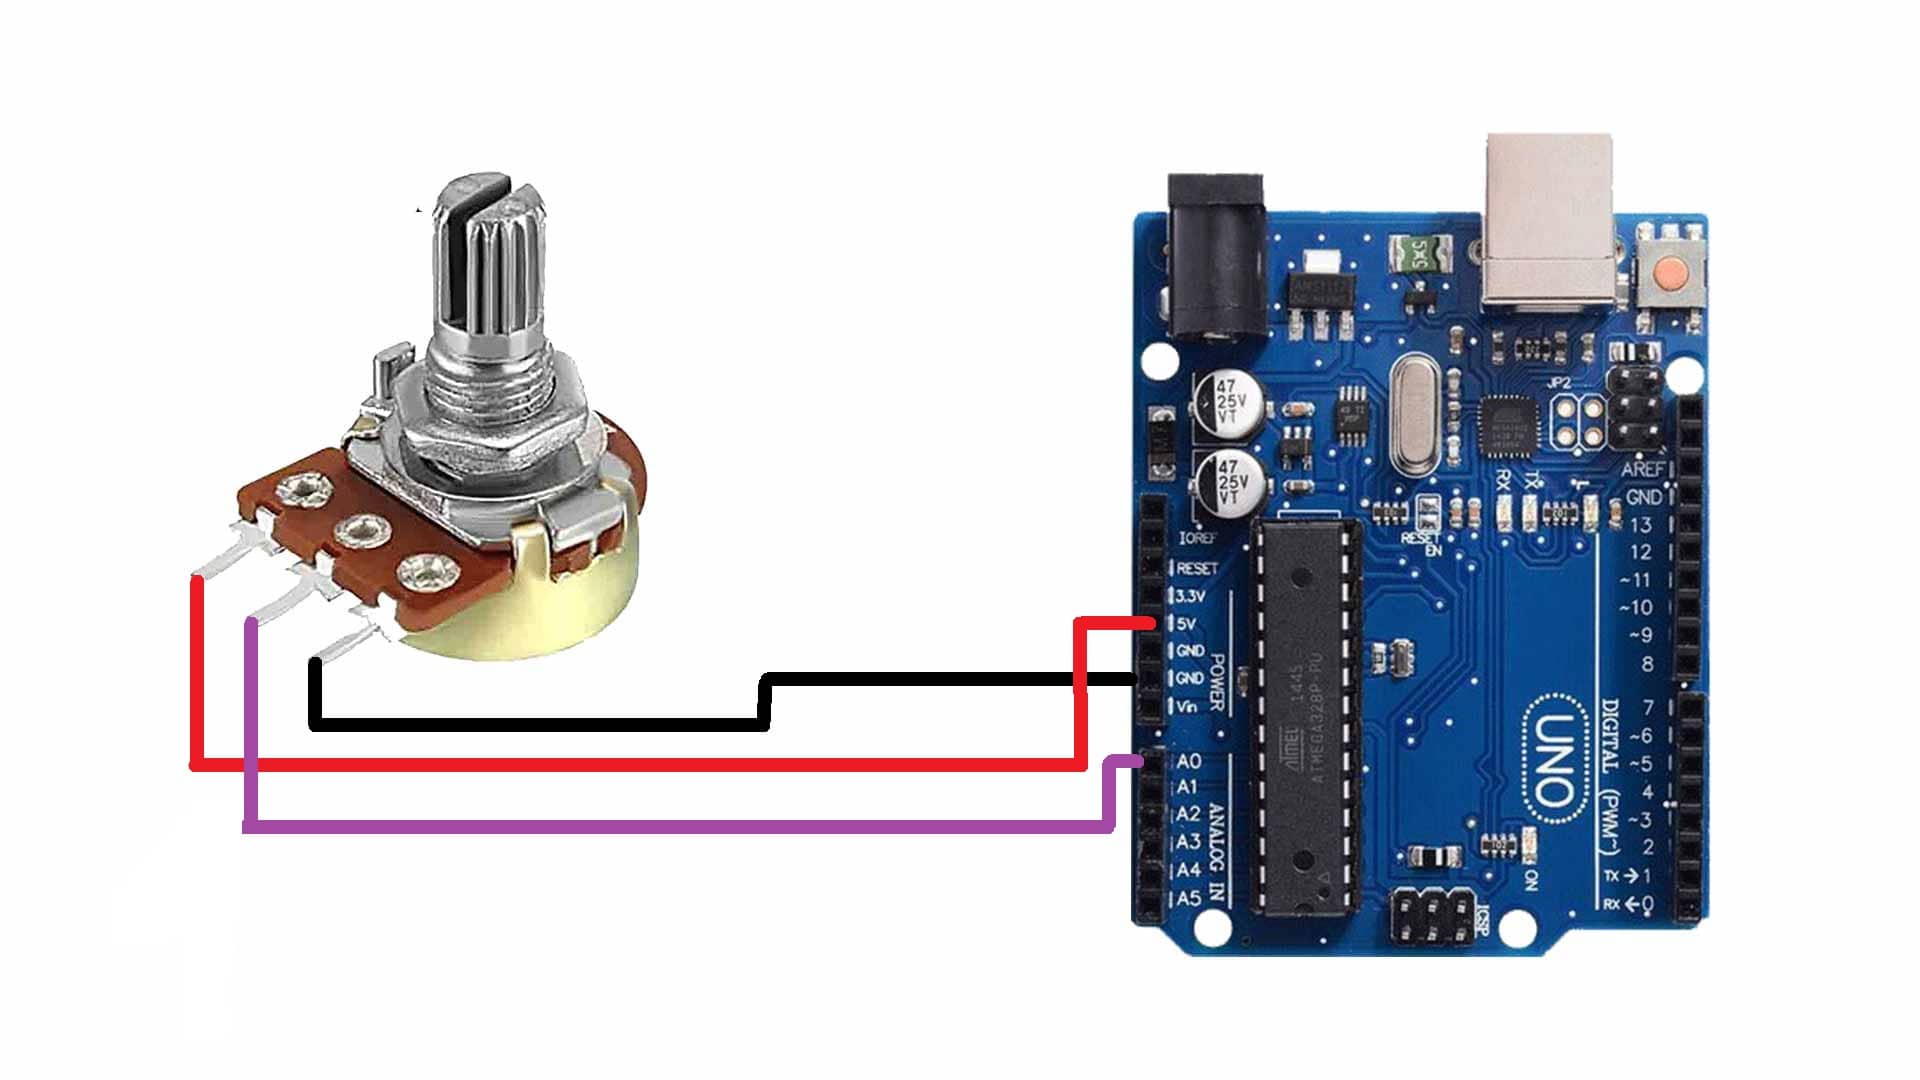 5x5
47
25V
VT
47
25V
VT
JP2
RX
TX
L
RESET
EN
IOREF
RESET
3.3V
5V
GND
GND
Vin
POWER
A0
A1
A2
A3
A4
A5
ANALOG IN
ATMEL 1445
ATMEGA328P-PU
AREF
GND
13
12
~11
~10
~9
8
7
~6
~5
4
~3
2
TX→1
RX←0
DIGITAL (PWM~)
UNO
ON
ICSP